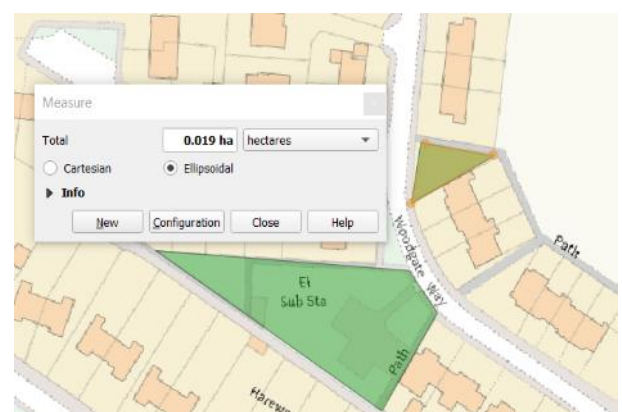 Measure
Total 0.019 ha hectares
Cartesian Ellipsoidal
Info
New Configuration Close Help
Woodgate Way
Path
El
Sub Sta
Path